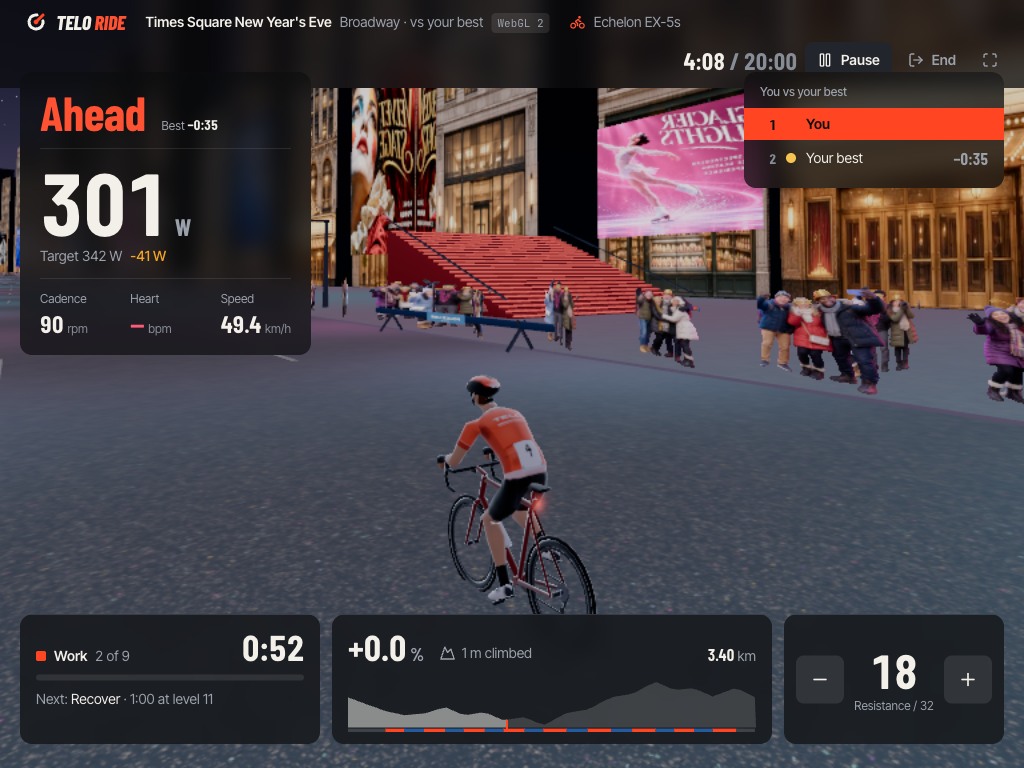 TELO RIDE Times Square New Year's Eve Broadway · vs your best WebGL 2 Echelon EX-5s
4:08 / 20:00 Pause End
Ahead Best −0:35
301 W
Target 342 W -41 W
Cadence Heart Speed
90 rpm – bpm 49.4 km/h
You vs your best
1 You
2 Your best −0:35
VELVET
STAGE
GLACIER
LIGHTS
Work 2 of 9 0:52
Next: Recover · 1:00 at level 11
+0.0 % 1 m climbed 3.40 km
− 18 +
Resistance / 32